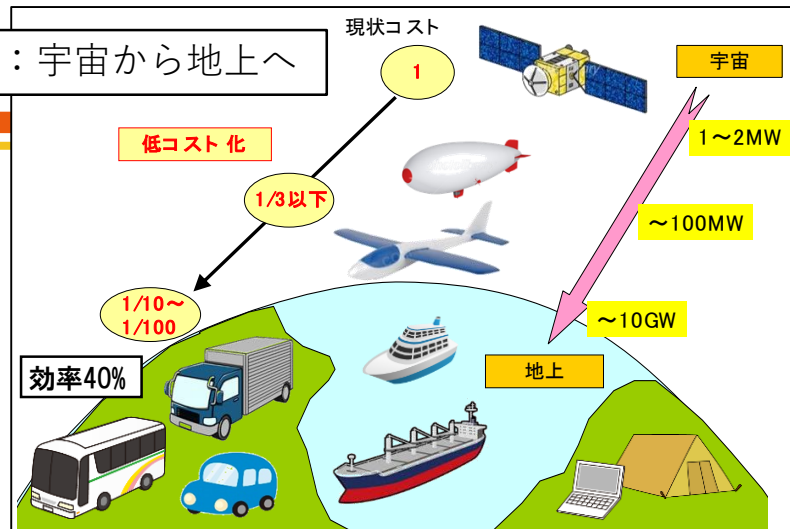 ：宇宙から地上へ
現状コスト
1
宇宙
1～2MW
低コスト化
1/3以下
～100MW
1/10～
1/100
～10GW
地上
効率40%